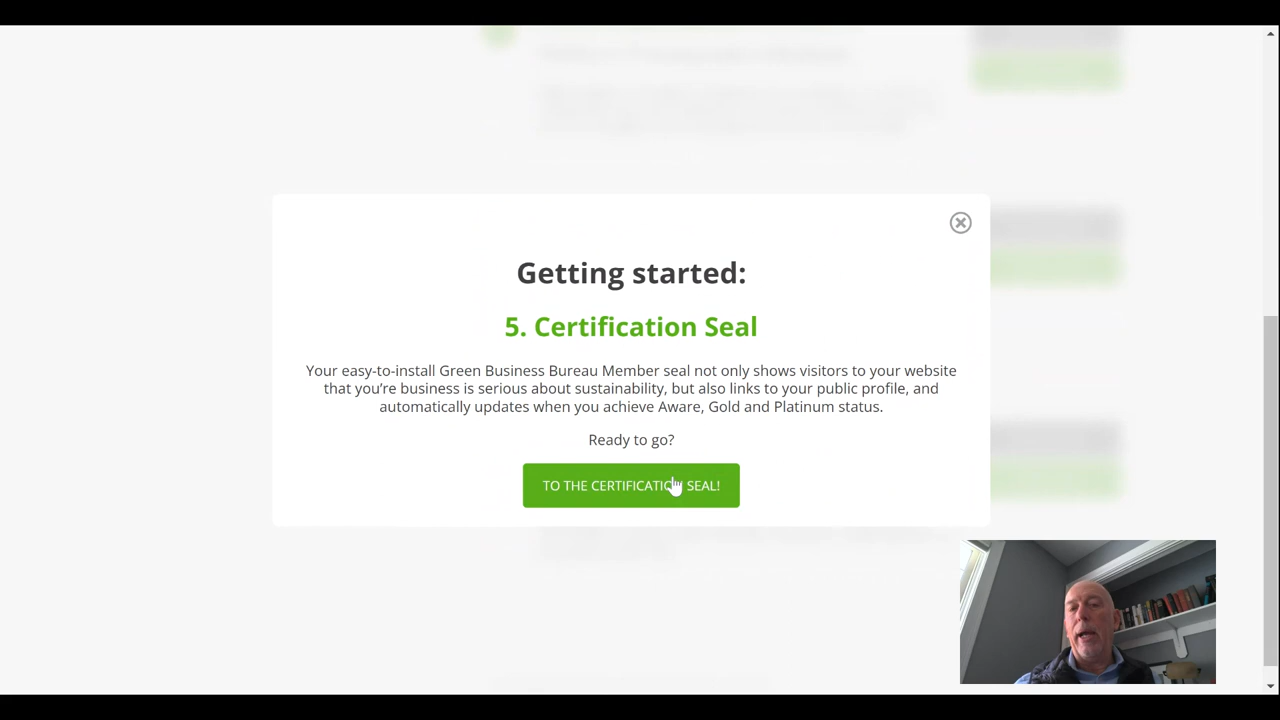 Getting started:
5. Certification Seal
Your easy-to-install Green Business Bureau Member seal not only shows visitors to your website
that you’re business is serious about sustainability, but also links to your public profile, and
automatically updates when you achieve Aware, Gold and Platinum status.
Ready to go?
TO THE CERTIFICATION SEAL!